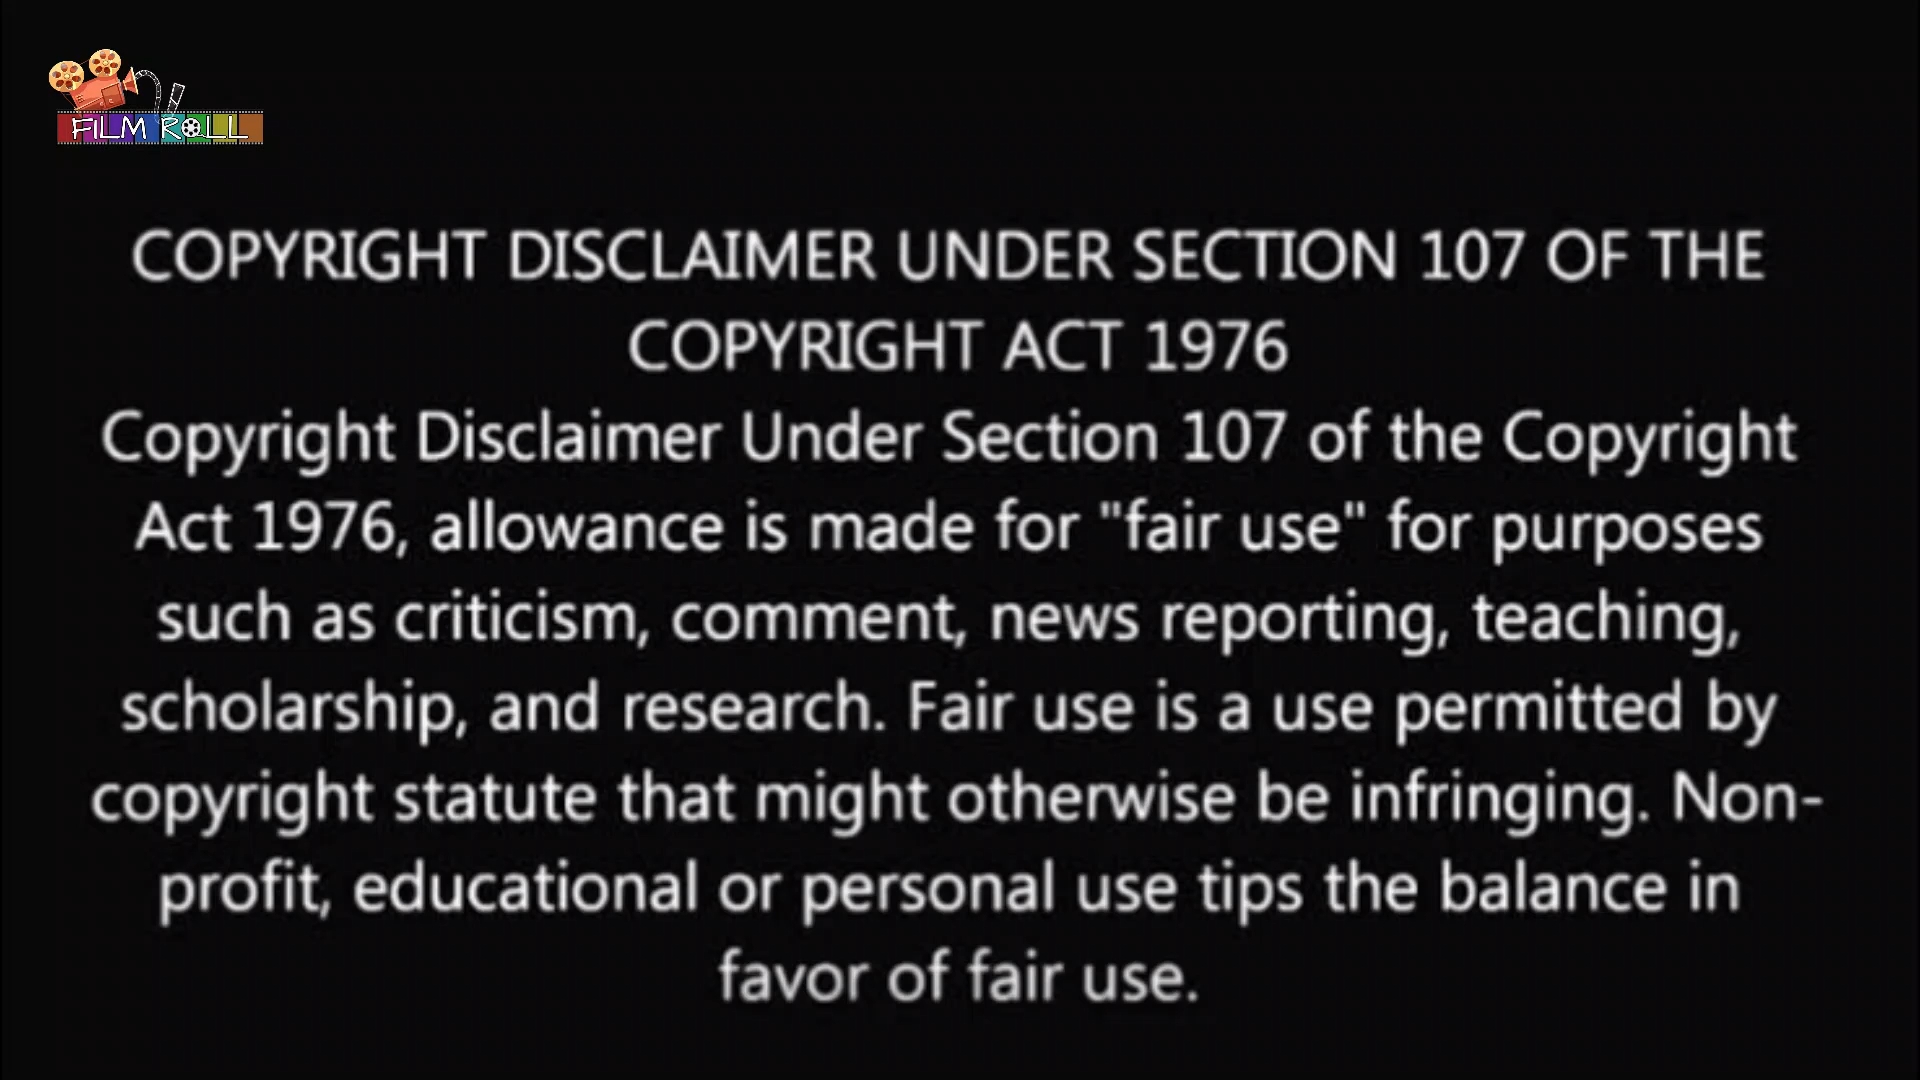 FILM ROLL
COPYRIGHT DISCLAIMER UNDER SECTION 107 OF THE
COPYRIGHT ACT 1976
Copyright Disclaimer Under Section 107 of the Copyright
Act 1976, allowance is made for "fair use" for purposes
such as criticism, comment, news reporting, teaching,
scholarship, and research. Fair use is a use permitted by
copyright statute that might otherwise be infringing. Non-
profit, educational or personal use tips the balance in
favor of fair use.